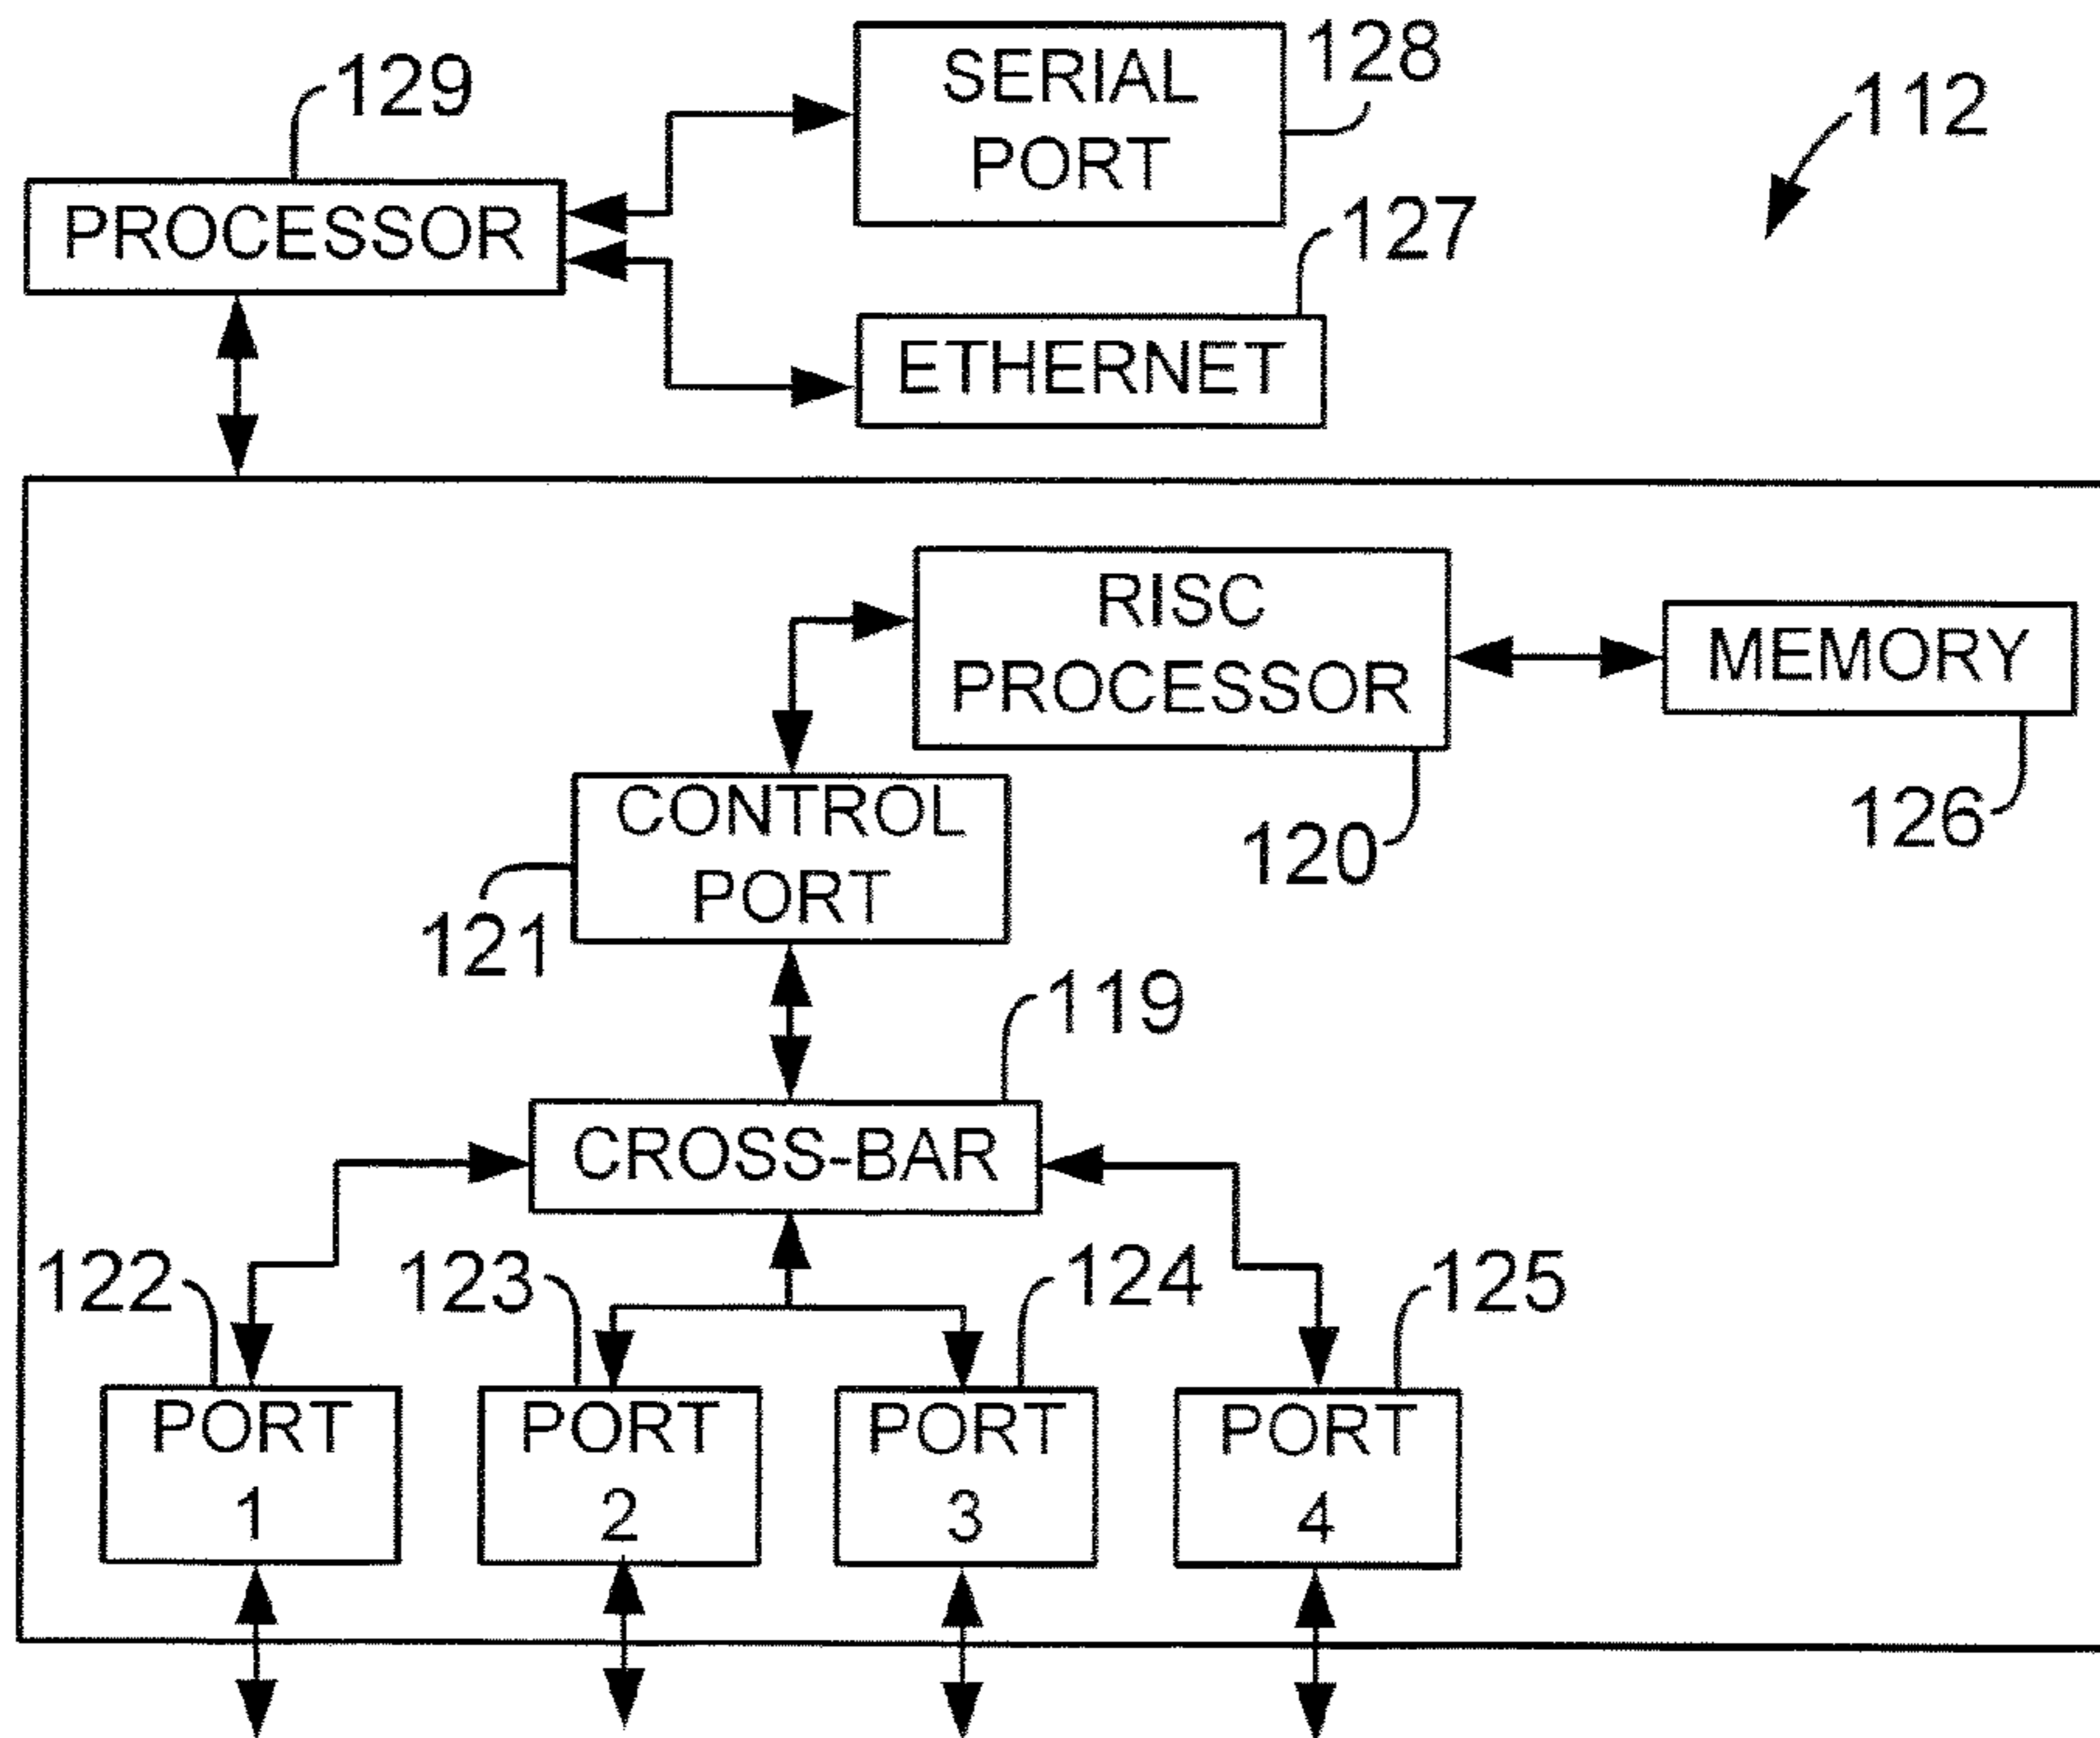 129
SERIAL
PORT
128
112
PROCESSOR
127
ETHERNET
RISC
PROCESSOR
MEMORY
CONTROL
PORT
120
126
121
119
CROSS-BAR
122
123
124
125
PORT
1
PORT
2
PORT
3
PORT
4